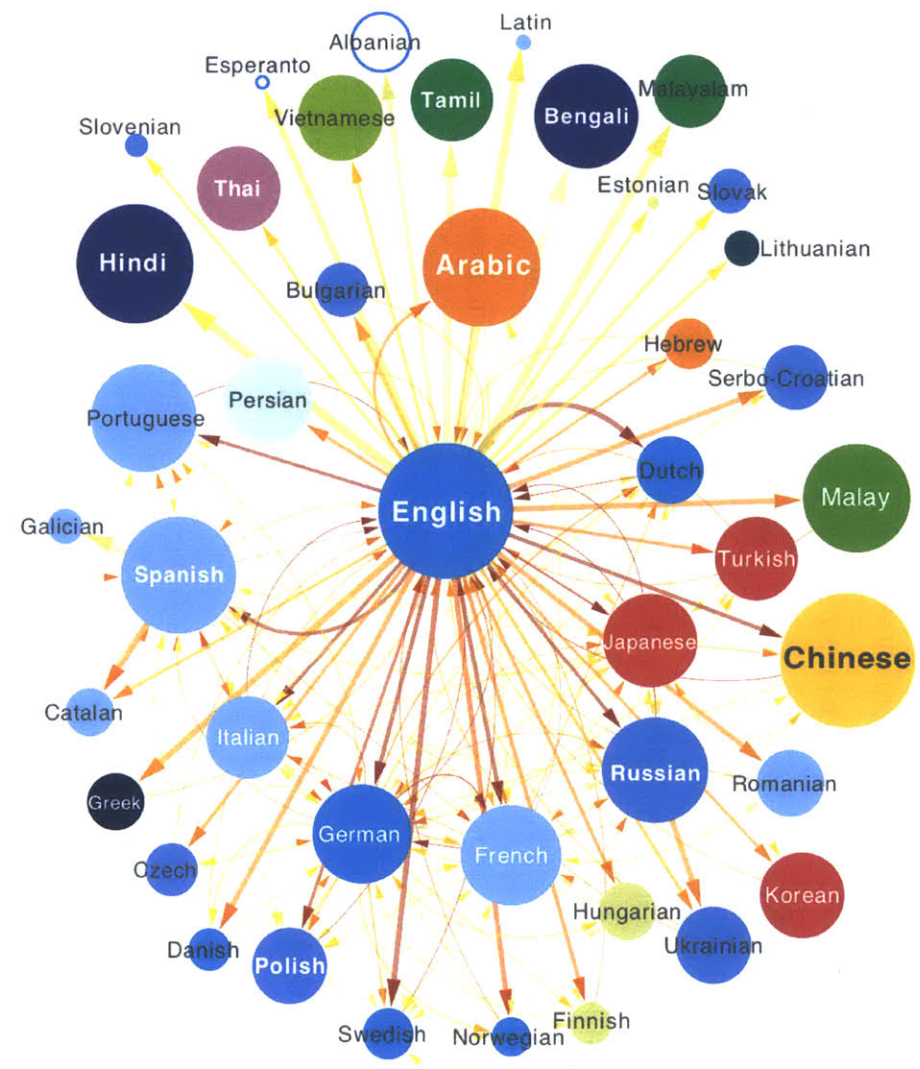 Latin
Albanian
Esperanto
Vietnamese
Tamil
Malayalam
Bengali
Slovenian
Thai
Estonian
Slovak
Lithuanian
Hindi
Arabic
Bulgarian
Hebrew
Serbo-Croatian
Persian
Portuguese
Dutch
English
Malay
Galician
Spanish
Turkish
Japanese
Chinese
Catalan
Italian
Russian
Romanian
Greek
German
French
Czech
Korean
Hungarian
Danish
Polish
Ukrainian
Swedish
Norwegian
Finnish